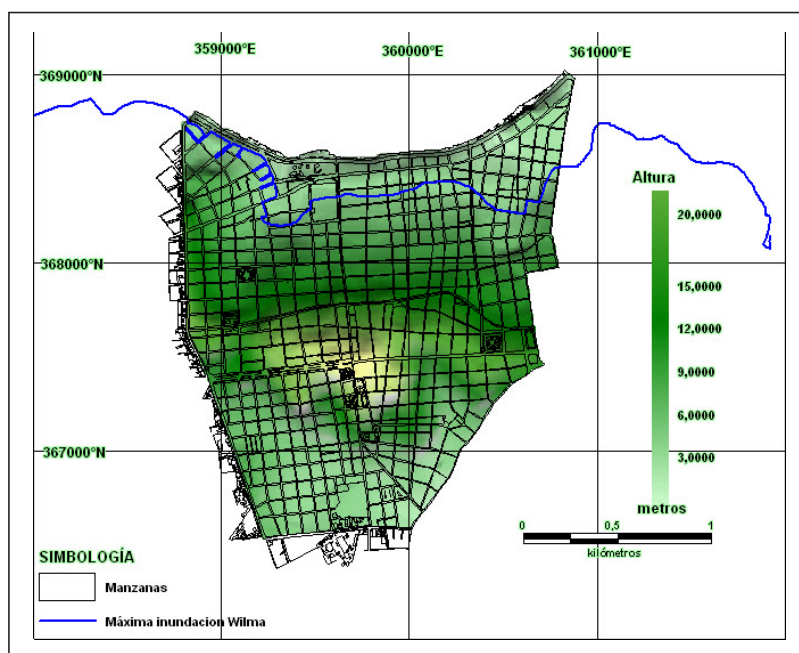 359000°E 360000°E 361000°E
369000°N
368000°N
367000°N
Altura
20,0000
15,0000
12,0000
9,0000
6,0000
3,0000
metros
0 0,5 1
kilómetros
SIMBOLOGÍA
Manzanas
Máxima inundacion Wilma